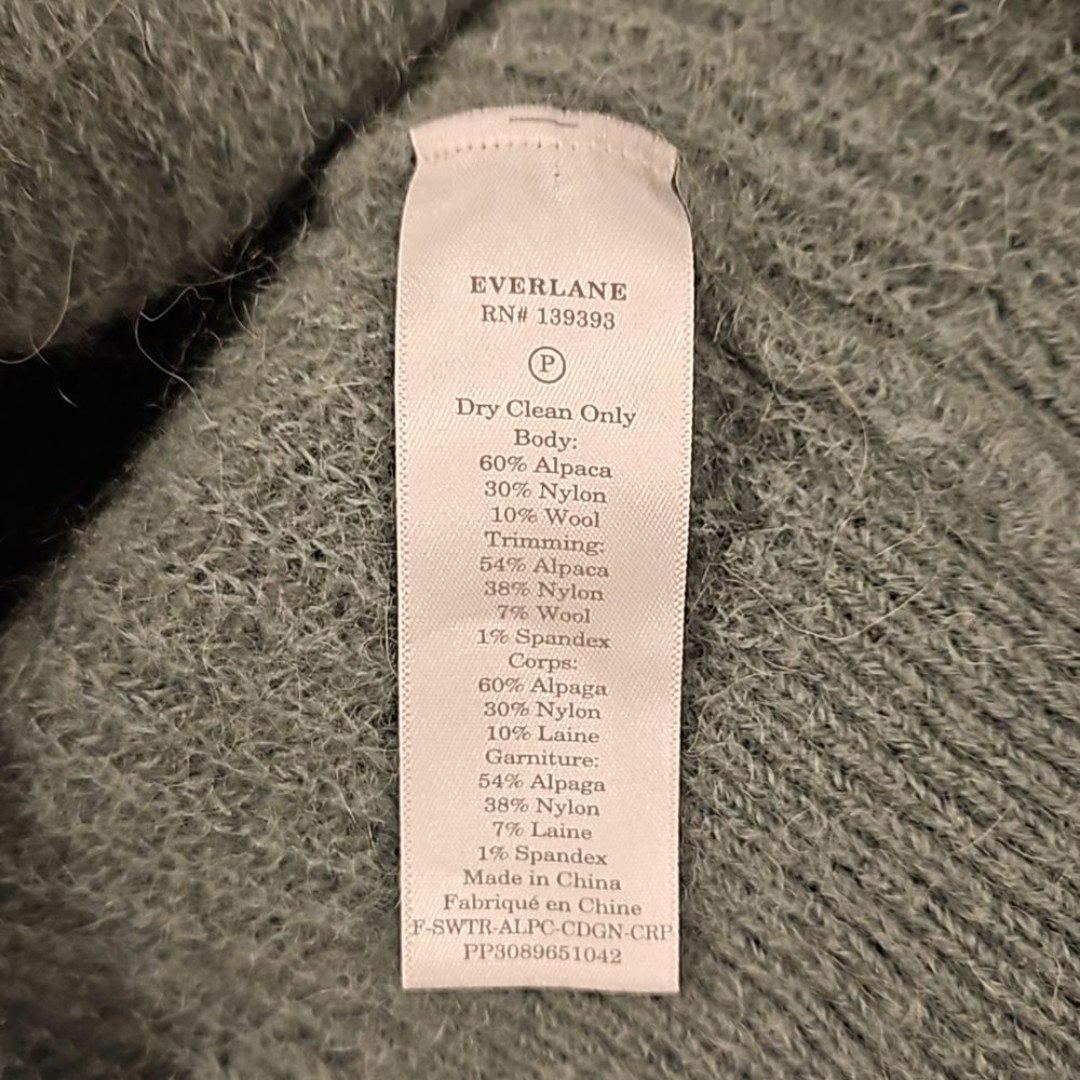 EVERLANE
RN# 139393
P
Dry Clean Only
Body:
60% Alpaca
30% Nylon
10% Wool
Trimming:
54% Alpaca
38% Nylon
7% Wool
1% Spandex
Corps:
60% Alpaga
30% Nylon
10% Laine
Garniture:
54% Alpaga
38% Nylon
7% Laine
1% Spandex
Made in China
Fabriqué en Chine
F-SWTR-ALPC-CDGN-CRP
PP3089651042